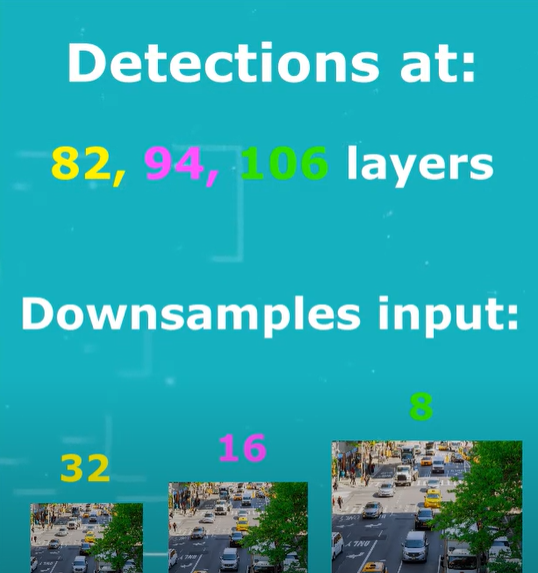 Detections at:
82, 94, 106 layers
Downsamples input:
32
16
8